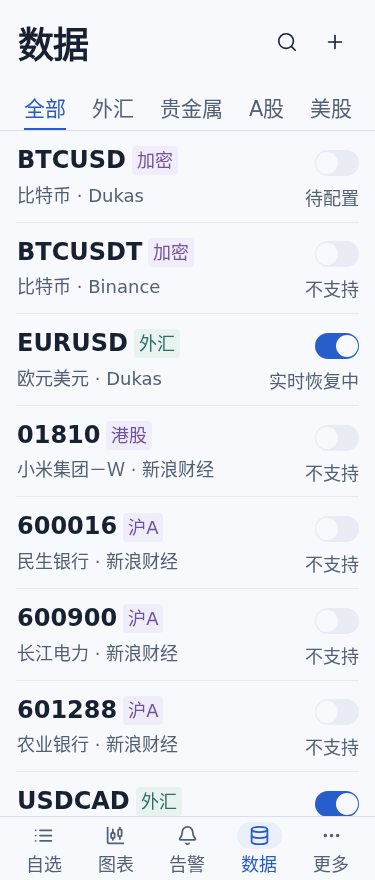 数据
全部 外汇 贵金属 A股 美股
BTCUSD 加密
比特币 · Dukas 待配置
BTCUSDT 加密
比特币 · Binance 不支持
EURUSD 外汇
欧元美元 · Dukas 实时恢复中
01810 港股
小米集团－W · 新浪财经 不支持
600016 沪A
民生银行 · 新浪财经 不支持
600900 沪A
长江电力 · 新浪财经 不支持
601288 沪A
农业银行 · 新浪财经 不支持
USDCAD 外汇
自选 图表 告警 数据 更多